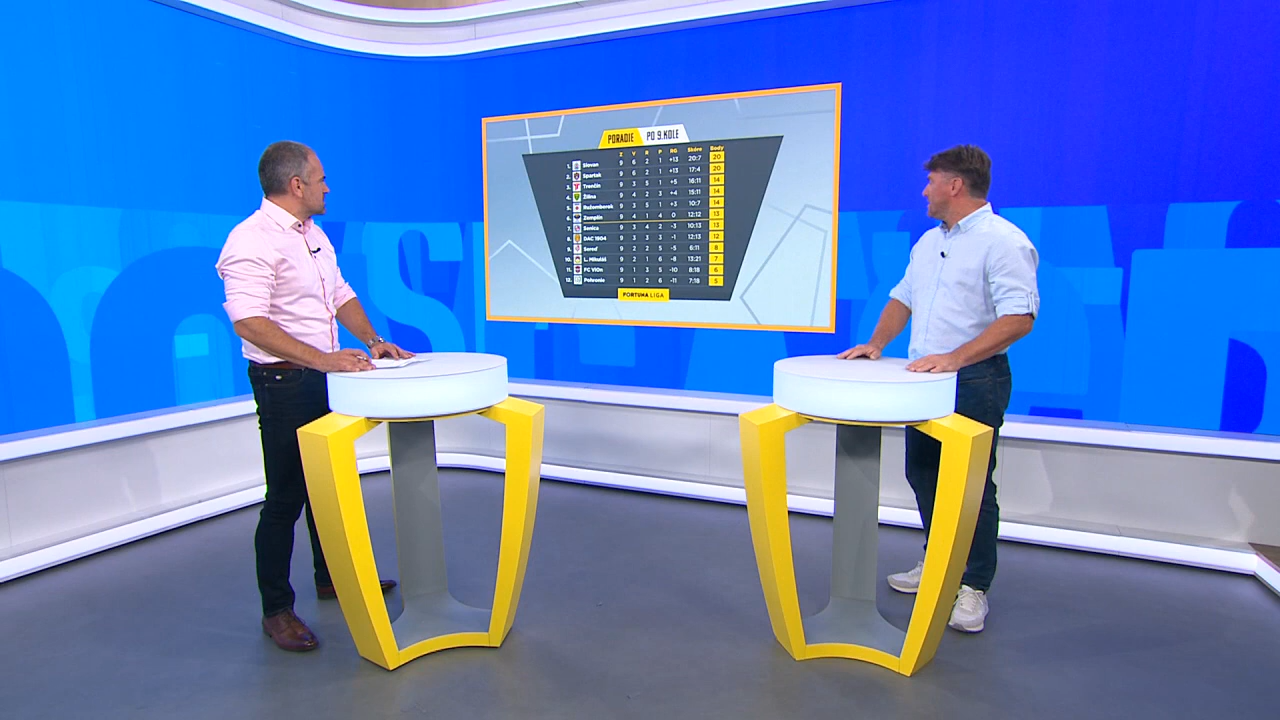 PORADIE PO 9.KOLE
Z V R P RG Skóre Body
1. Slovan 9 6 2 1 +13 20:7 20
2. Spartak 9 6 2 1 +13 17:4 20
3. Trenčín 9 3 5 1 +5 16:11 14
4. Žilina 9 4 2 3 +4 15:11 14
5. Ružomberok 9 3 5 1 +3 10:7 14
6. Zemplín 9 4 1 4 0 12:12 13
7. Senica 9 3 4 2 -3 10:13 13
8. DAC 1904 9 3 3 3 -1 12:13 12
9. Sereď 9 2 2 5 -5 6:11 8
10. L. Mikuláš 9 2 1 6 -8 13:21 7
11. FC ViOn 9 1 3 5 -10 8:18 6
12. Pohronie 9 1 2 6 -11 7:18 5
FORTUNA LIGA